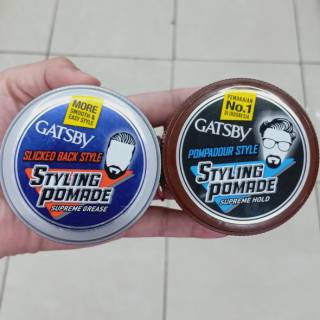 MORE
SMOOTH &
EASY STYLE
GATSBY
SLICKED BACK STYLE
STYLING
POMADE
SUPREME GREASE
PEMAKAIAN
No.1
DI INDONESIA
GATSBY
POMPADOUR STYLE
STYLING
POMADE
SUPREME HOLD